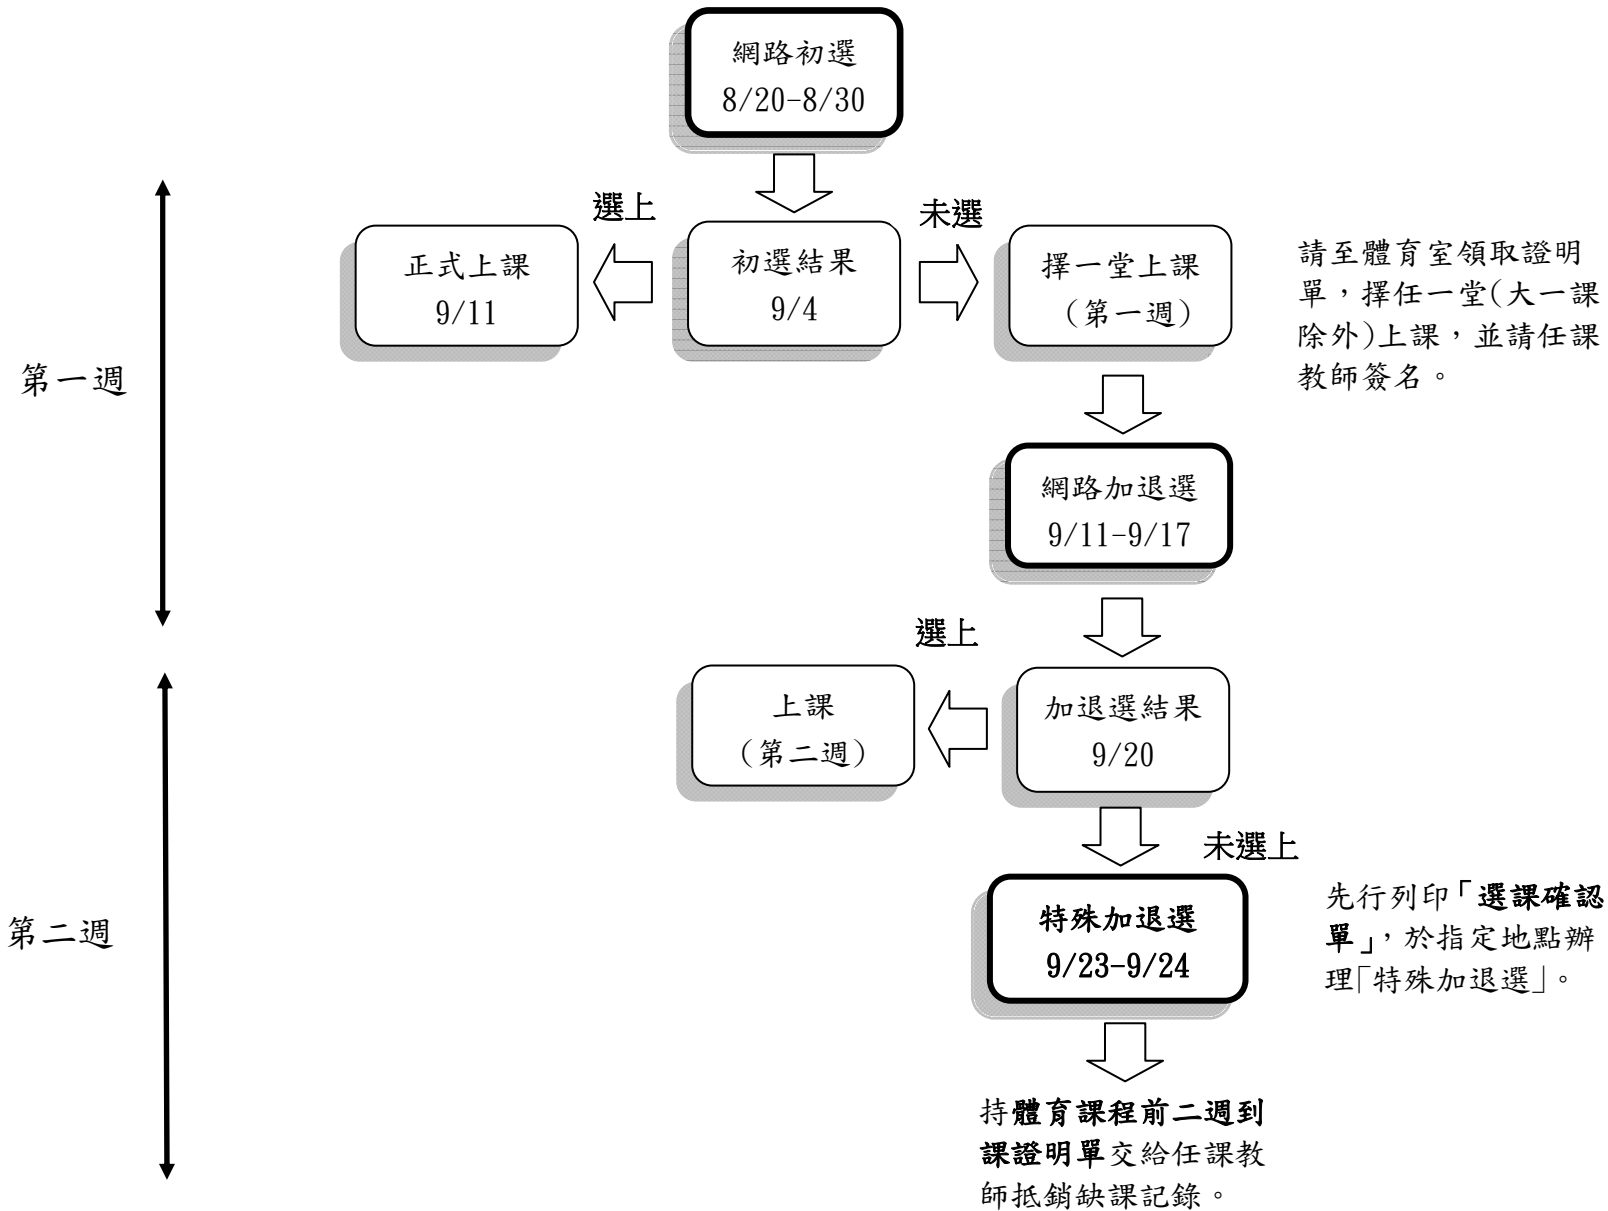 網路初選
8/20-8/30
選上
未選
正式上課
9/11
初選結果
9/4
擇一堂上課
（第一週）
請至體育室領取證明
單，擇任一堂(大一課
除外)上課，並請任課
教師簽名。
第一週
網路加退選
9/11-9/17
選上
上課
（第二週）
加退選結果
9/20
未選上
第二週
特殊加退選
9/23-9/24
先行列印「選課確認
單」，於指定地點辦
理「特殊加退選」。
持體育課程前二週到
課證明單交給任課教
師抵銷缺課記錄。